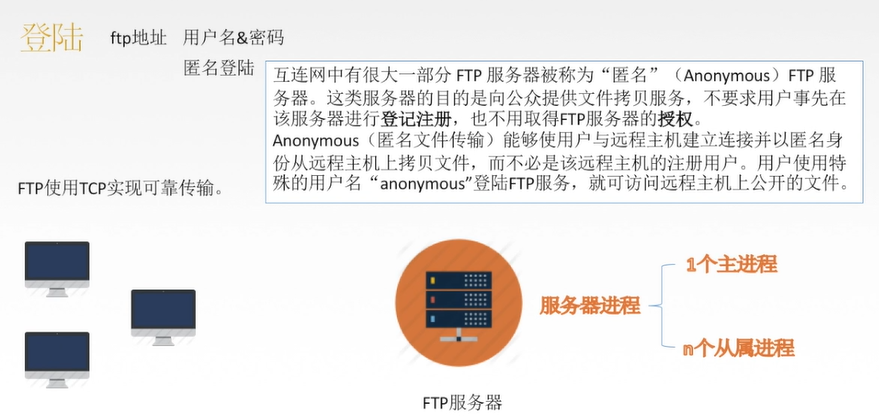 登陆 ftp地址 用户名&密码
匿名登陆
互连网中有很大一部分 FTP 服务器被称为“匿名”（Anonymous）FTP 服
务器。这类服务器的目的是向公众提供文件拷贝服务，不要求用户事先在
该服务器进行登记注册，也不用取得FTP服务器的授权。
Anonymous（匿名文件传输）能够使用户与远程主机建立连接并以匿名身
份从远程主机上拷贝文件，而不必是该远程主机的注册用户。用户使用特
殊的用户名“anonymous”登陆FTP服务，就可访问远程主机上公开的文件。
FTP使用TCP实现可靠传输。
1个主进程
服务器进程
n个从属进程
FTP服务器